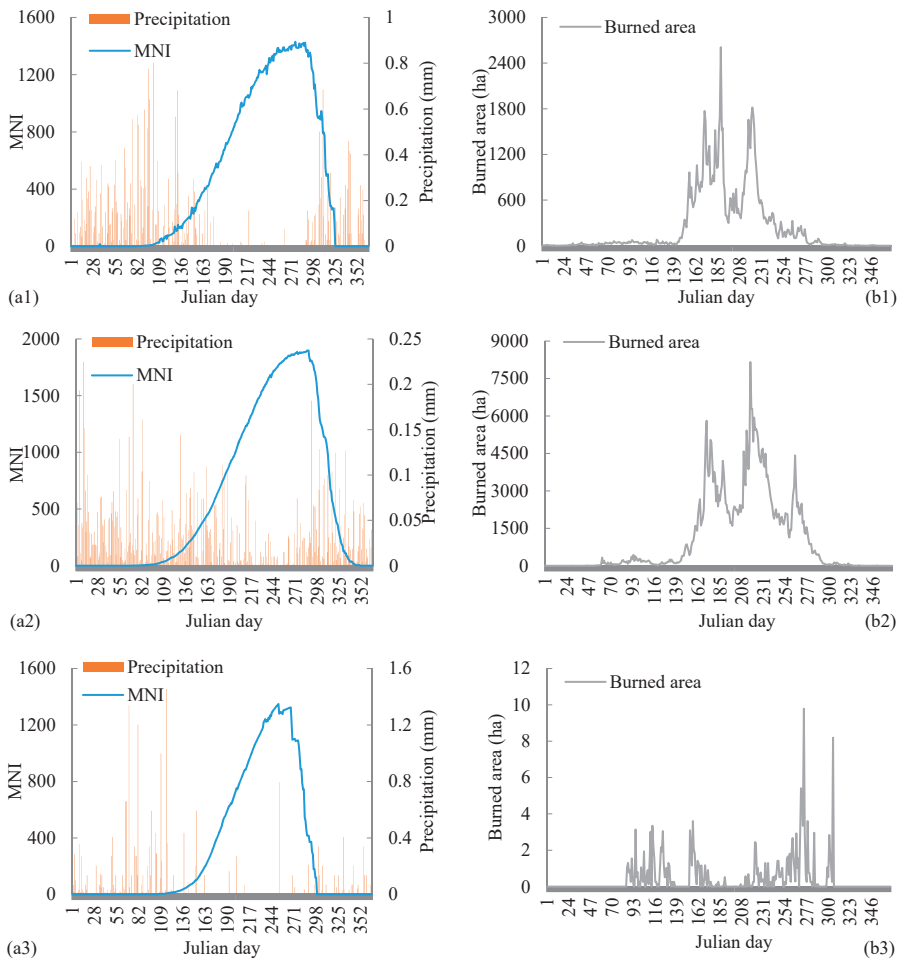 1600
1200
800
400
0
MNI
Precipitation
MNI
1
0.8
0.6
0.4
0.2
0
Precipitation (mm)
1 28 55 82 109 136 163 190 217 244 271 298 325 352
Julian day
(a1)
3000
2400
1800
1200
600
0
Burned area (ha)
Burned area
1 24 47 70 93 116 139 162 185 208 231 254 277 300 323 346
Julian day
(b1)
2000
1500
1000
500
0
MNI
Precipitation
MNI
0.25
0.2
0.15
0.1
0.05
0
Precipitation (mm)
1 28 55 82 109 136 163 190 217 244 271 298 325 352
Julian day
(a2)
9000
7500
6000
4500
3000
1500
0
Burned area (ha)
Burned area
1 24 47 70 93 116 139 162 185 208 231 254 277 300 323 346
Julian day
(b2)
1600
1200
800
400
0
MNI
Precipitation
MNI
1.6
1.2
0.8
0.4
0
Precipitation (mm)
1 28 55 82 109 136 163 190 217 244 271 298 325 352
Julian day
(a3)
12
10
8
6
4
2
0
Burned area (ha)
Burned area
1 24 47 70 93 116 139 162 185 208 231 254 277 300 323 346
Julian day
(b3)